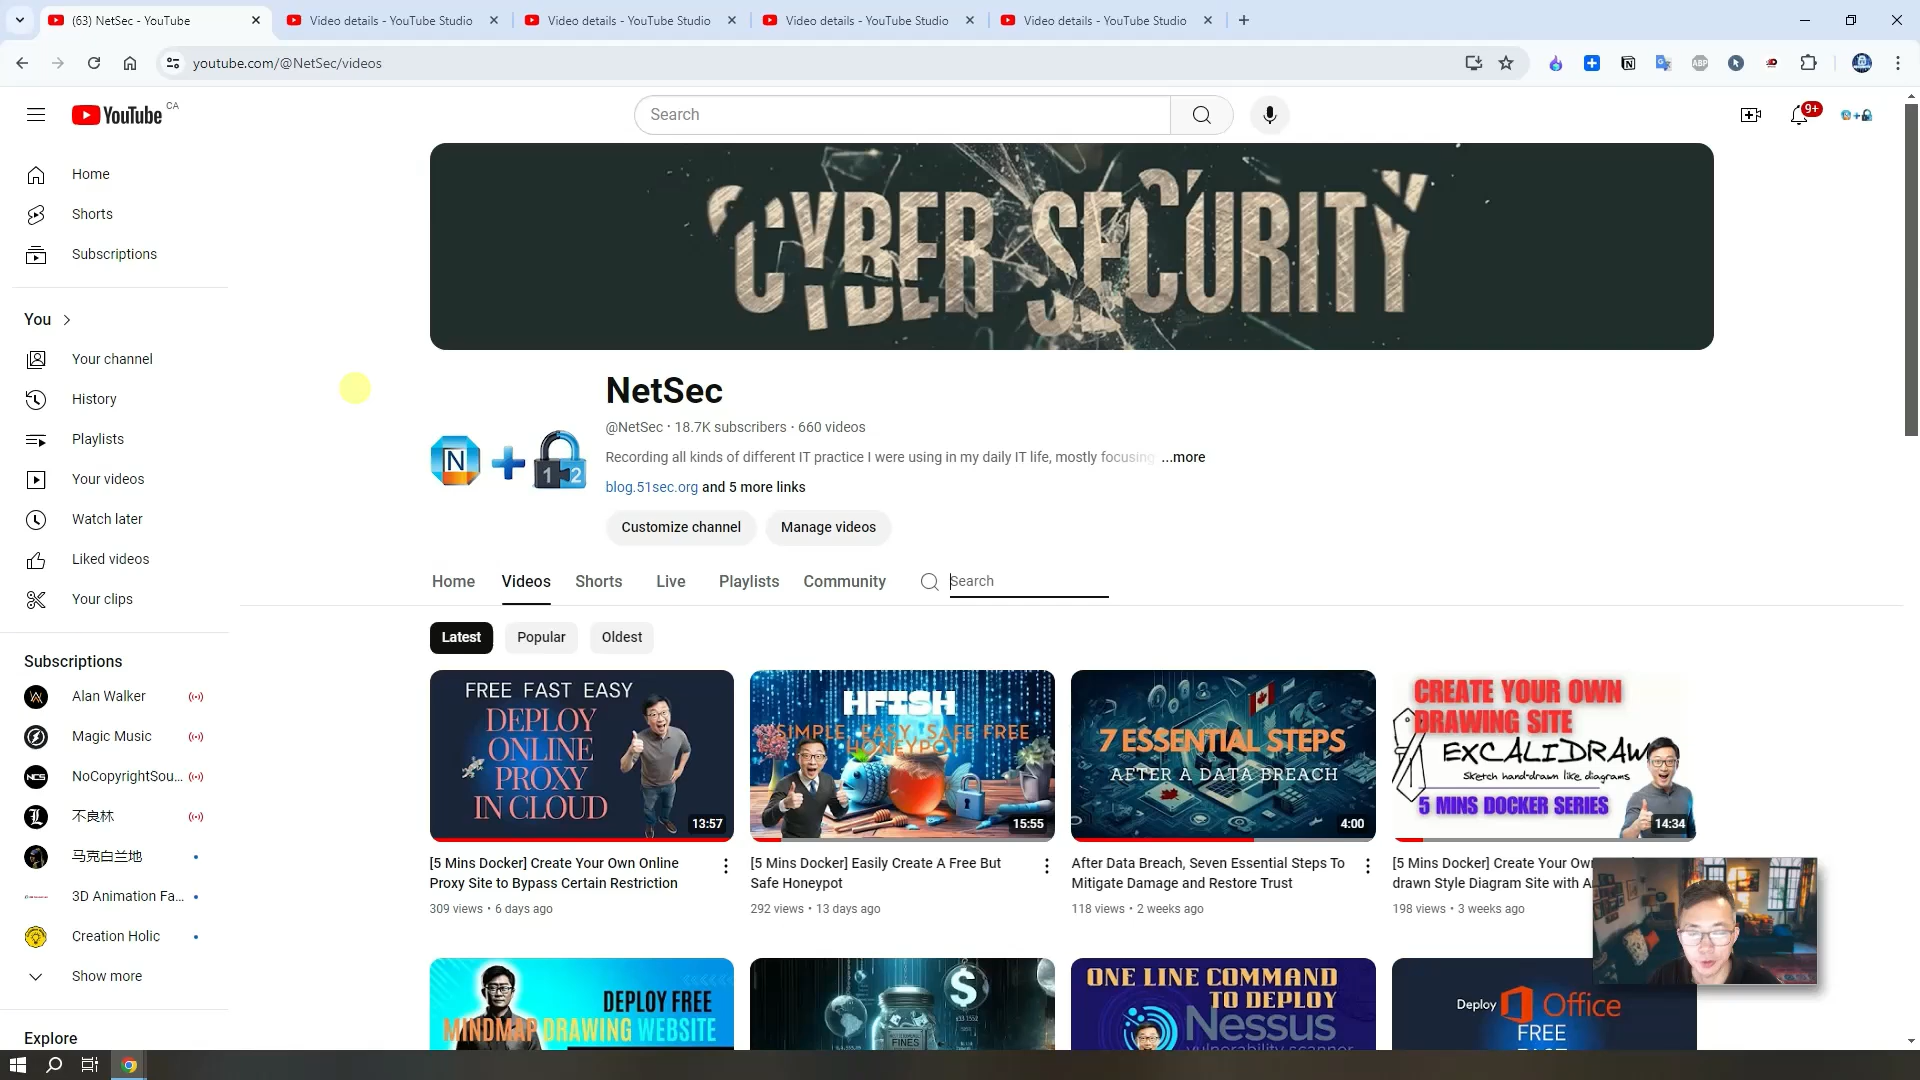 (63) NetSec - YouTube
Video details - YouTube Studio
Video details - YouTube Studio
Video details - YouTube Studio
Video details - YouTube Studio
youtube.com/@NetSec/videos
ABP
YouTube CA
Search
9+
Home
Shorts
Subscriptions
You
Your channel
History
Playlists
Your videos
Watch later
Liked videos
Your clips
Subscriptions
Alan Walker
Magic Music
NCS
NoCopyrightSou...
不良林
马克白兰地
3D Animation Fa...
Creation Holic
Show more
Explore
CYBER SECURITY
N
1 2
NetSec
@NetSec · 18.7K subscribers · 660 videos
Recording all kinds of different IT practice I were using in my daily IT life, mostly focusing ...more
blog.51sec.org and 5 more links
Customize channel
Manage videos
Home
Videos
Shorts
Live
Playlists
Community
Search
Latest
Popular
Oldest
FREE FAST EASY
DEPLOY
ONLINE
PROXY
IN CLOUD
13:57
[5 Mins Docker] Create Your Own Online
Proxy Site to Bypass Certain Restriction
309 views · 6 days ago
HFISH
SIMPLE, EASY, SAFE FREE
HONEYPOT
15:55
[5 Mins Docker] Easily Create A Free But
Safe Honeypot
292 views · 13 days ago
7 ESSENTIAL STEPS
AFTER A DATA BREACH
4:00
After Data Breach, Seven Essential Steps To
Mitigate Damage and Restore Trust
118 views · 2 weeks ago
CREATE YOUR OWN
DRAWING SITE
EXCALIDRAW
Sketch hand-drawn like diagrams
5 MINS DOCKER SERIES
14:34
[5 Mins Docker] Create Your Own
drawn Style Diagram Site with
198 views · 3 weeks ago
DEPLOY FREE
MINDMAP DRAWING WEBSITE
$
FINES
ONE LINE COMMAND
TO DEPLOY
Nessus
vulnerability scanner
Deploy Office
FREE